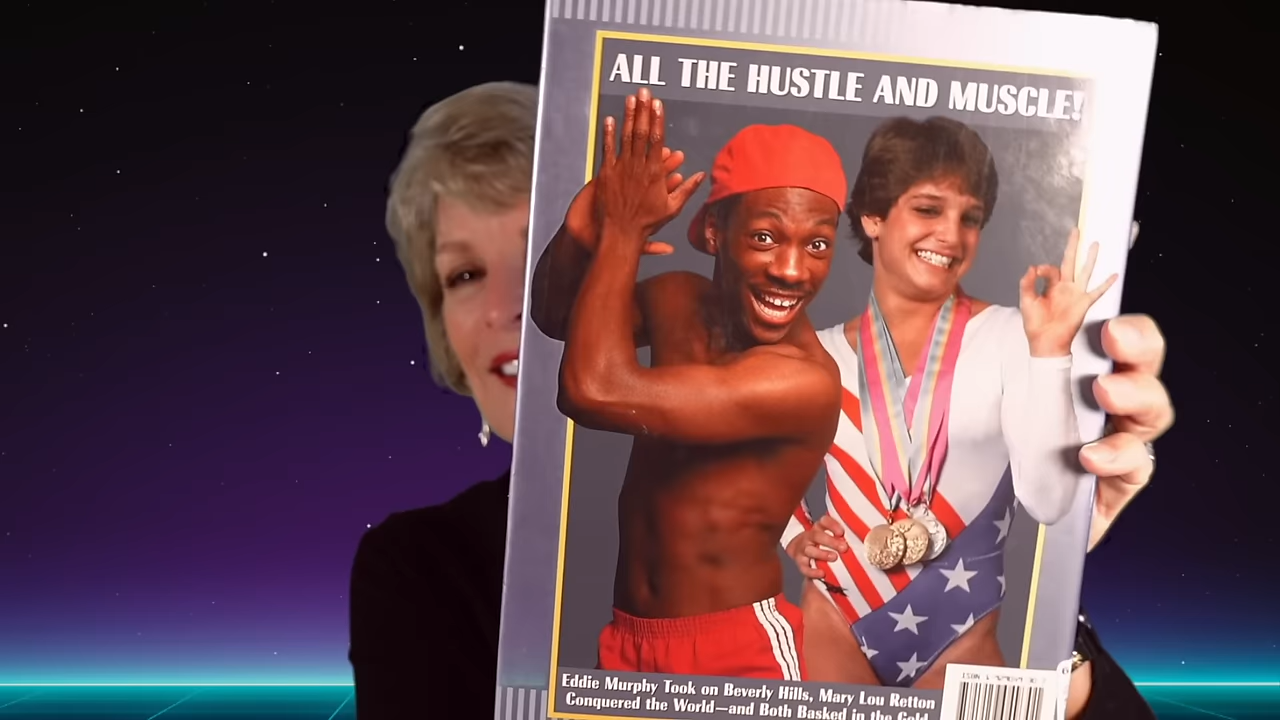 ALL THE HUSTLE AND MUSCLE!
Eddie Murphy Took on Beverly Hills, Mary Lou Retton
Conquered the World—and Both Basked in the Gold